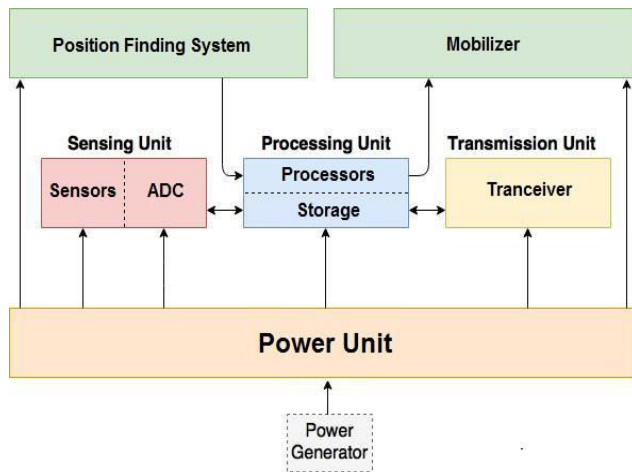 Position Finding System
Mobilizer
Sensing Unit
Processing Unit
Transmission Unit
Sensors
ADC
Processors
Storage
Tranceiver
Power Unit
Power
Generator